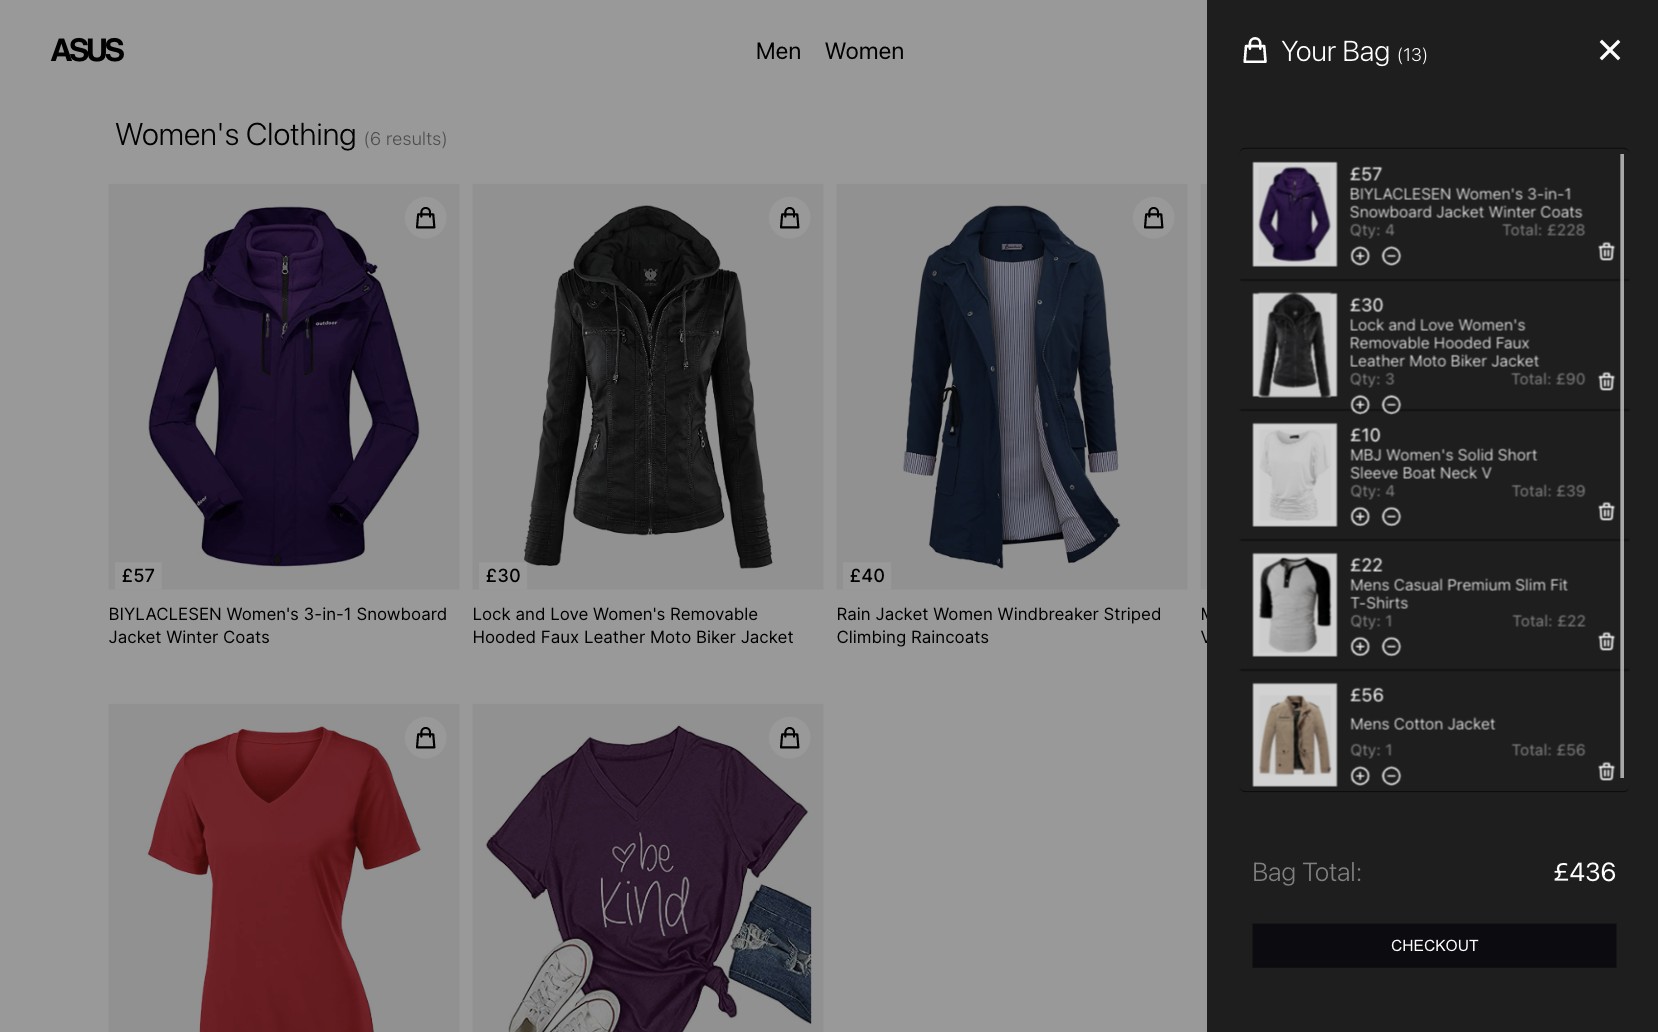 ASUS
Men Women
Women's Clothing (6 results)
Outdoor
£57
BIYLACLESEN Women's 3-in-1 Snowboard
Jacket Winter Coats
£30
Lock and Love Women's Removable
Hooded Faux Leather Moto Biker Jacket
£40
Rain Jacket Women Windbreaker Striped
Climbing Raincoats
be
kind
Your Bag (13)
£57
BIYLACLESEN Women's 3-in-1
Snowboard Jacket Winter Coats
Qty: 4 Total: £228
£30
Lock and Love Women's
Removable Hooded Faux
Leather Moto Biker Jacket
Qty: 3 Total: £90
£10
MBJ Women's Solid Short
Sleeve Boat Neck V
Qty: 4 Total: £39
£22
Mens Casual Premium Slim Fit
T-Shirts
Qty: 1 Total: £22
£56
Mens Cotton Jacket
Qty: 1 Total: £56
Bag Total: £436
CHECKOUT